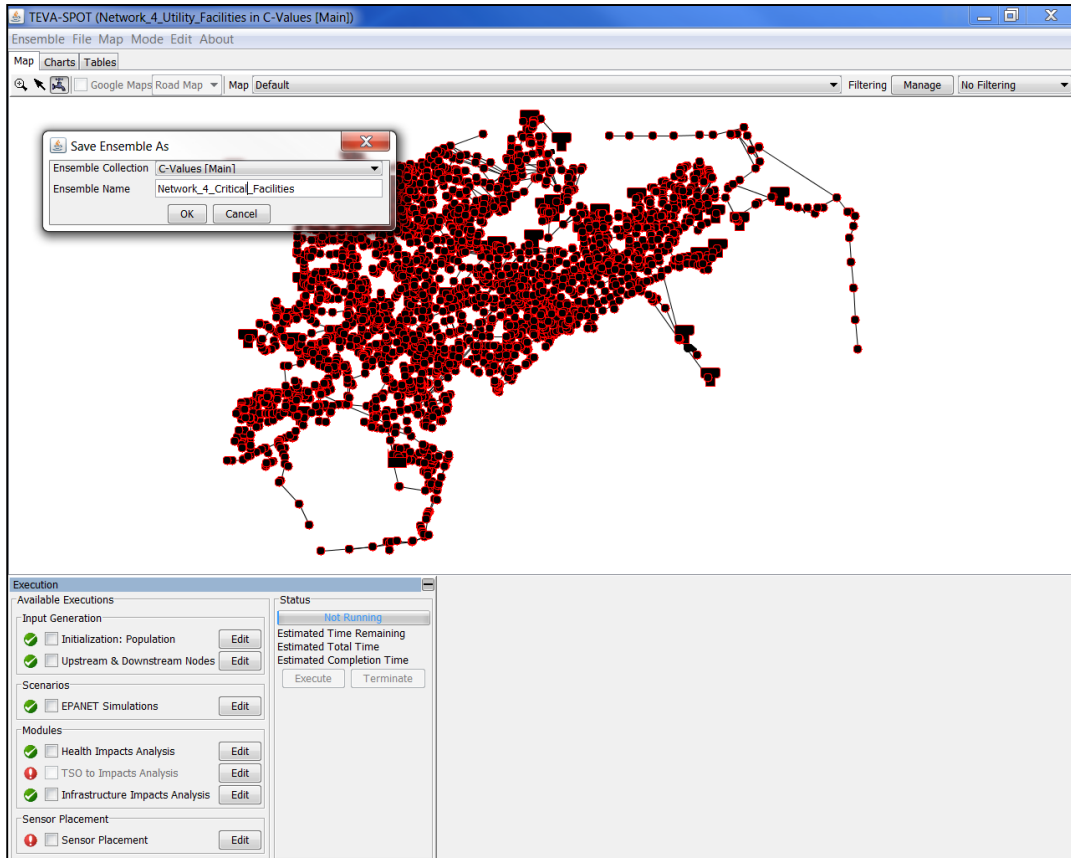 TEVA-SPOT (Network_4_Utility_Facilities in C-Values [Main])
Ensemble File Map Mode Edit About
Map Charts Tables
Google Maps Road Map Map Default Filtering Manage No Filtering
Save Ensemble As
Ensemble Collection C-Values [Main]
Ensemble Name Network_4_Critical_Facilities
OK Cancel
Execution
Available Executions
Input Generation
Initialization: Population Edit
Upstream & Downstream Nodes Edit
Scenarios
EPANET Simulations Edit
Modules
Health Impacts Analysis Edit
TSO to Impacts Analysis Edit
Infrastructure Impacts Analysis Edit
Sensor Placement
Sensor Placement Edit
Status
Not Running
Estimated Time Remaining
Estimated Total Time
Estimated Completion Time
Execute Terminate